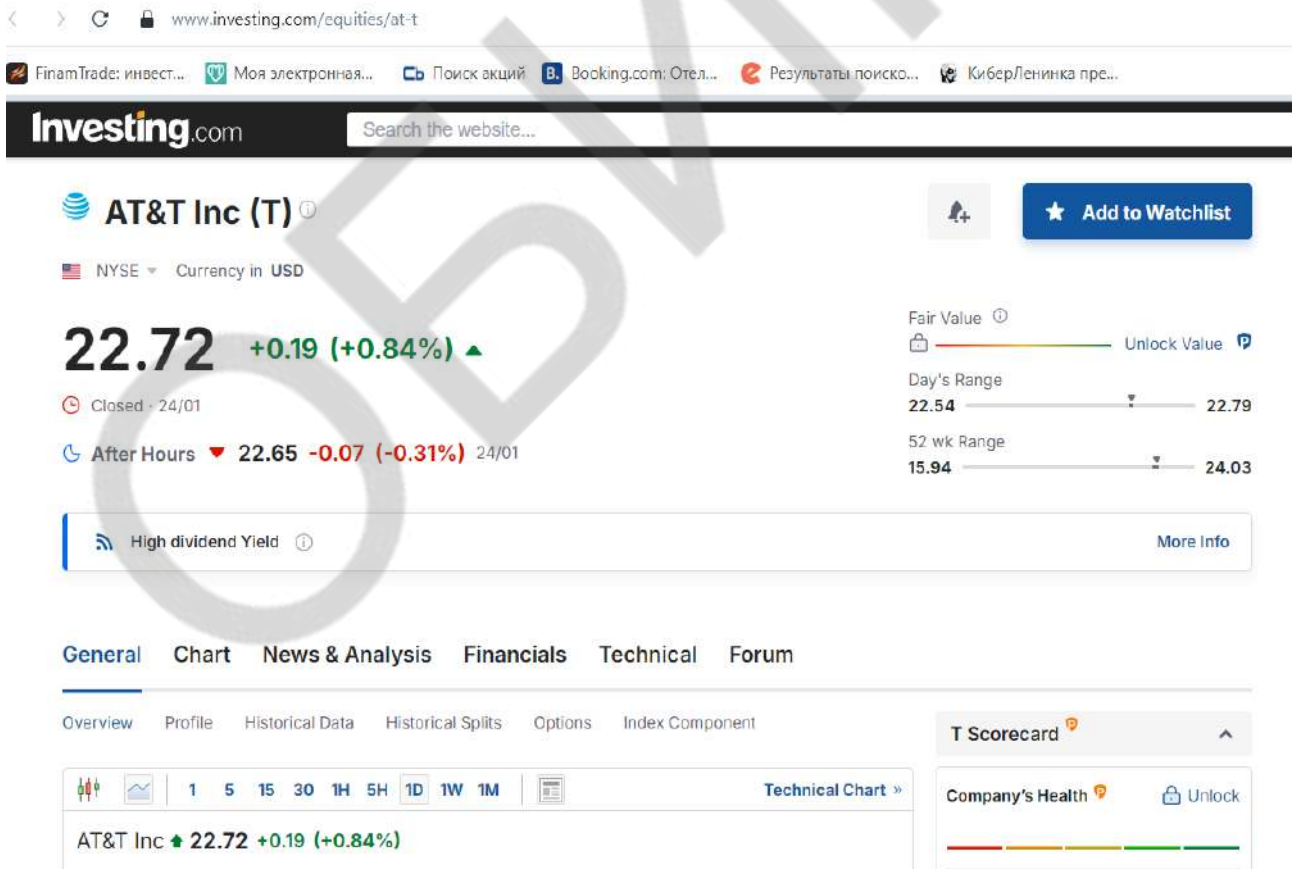 www.investing.com/equities/at-t
FinamTrade: инвест... Моя электронная... Cb Поиск акций B. Booking.com: Отел... Результаты поиско... КиберЛенинка пре...
Investing.com Search the website...
AT&T Inc (T)
Add to Watchlist
NYSE Currency in USD
22.72 +0.19 (+0.84%)
Closed · 24/01
After Hours 22.65 -0.07 (-0.31%) 24/01
Fair Value
Unlock Value
Day's Range
22.54 22.79
52 wk Range
15.94 24.03
High dividend Yield More Info
General Chart News & Analysis Financials Technical Forum
Overview Profile Historical Data Historical Splits Options Index Component
T Scorecard
1 5 15 30 1H 5H 1D 1W 1M Technical Chart »
Company's Health Unlock
AT&T Inc 22.72 +0.19 (+0.84%)